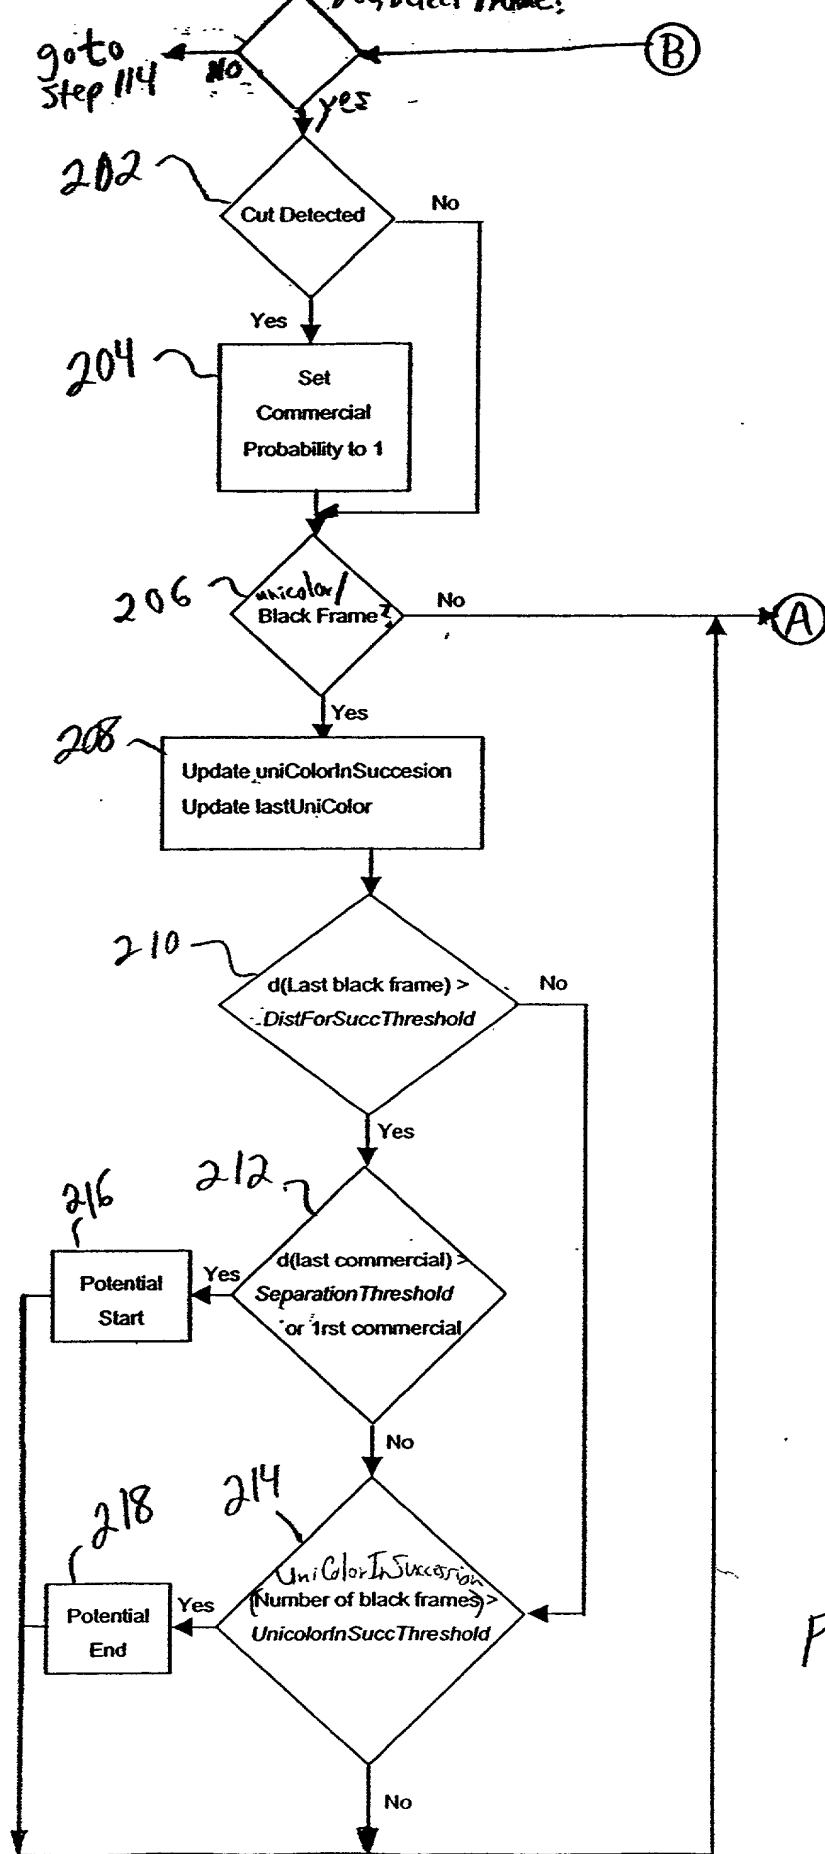 goto
step 114
No
B
yes
202
Cut Detected
No
Yes
204
Set
Commercial
Probability to 1
206
unicolor/
Black Frame?
No
A
Yes
208
Update uniColorInSuccesion
Update lastUniColor
210
d(Last black frame) >
DistForSuccThreshold
No
Yes
212
216
d(last commercial) >
SeparationThreshold
or 1rst commercial
Yes
Potential
Start
No
214
218
UniColorInSuccession
(Number of black frames) >
UnicolorInSuccThreshold
Yes
Potential
End
No
F